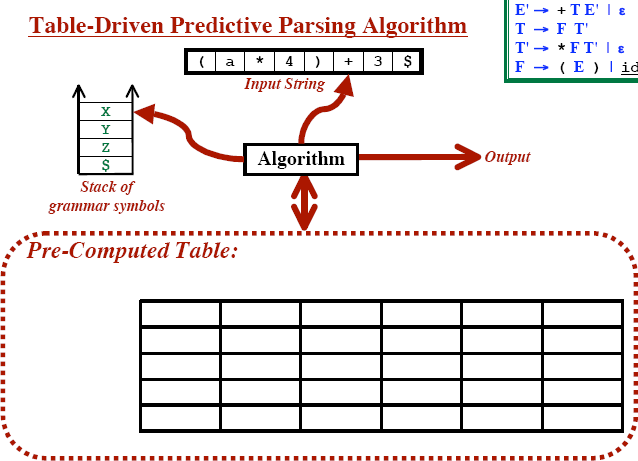 Table-Driven Predictive Parsing Algorithm
E' → + T E' | ε
T → F T'
T' → * F T' | ε
F → ( E ) | id
( a * 4 ) + 3 $
Input String
X
Y
Z
$
Algorithm
Output
Stack of
grammar symbols
Pre-Computed Table: